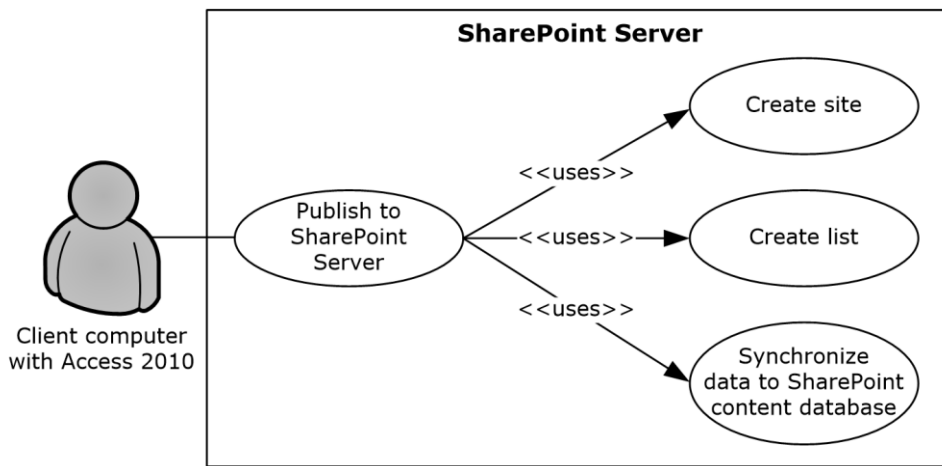 SharePoint Server
Create site
<<uses>>
Publish to
SharePoint
Server
<<uses>>
Create list
<<uses>>
Client computer
with Access 2010
Synchronize
data to SharePoint
content database